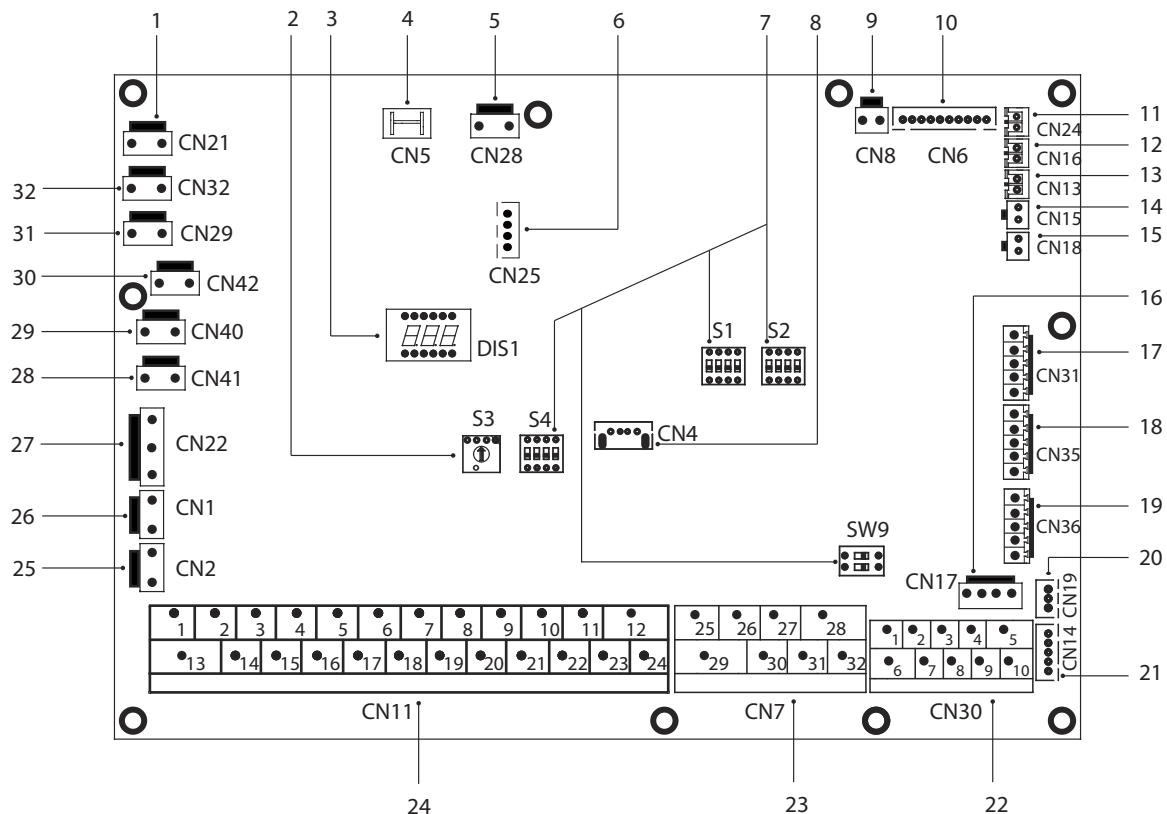 1 2 3 4 5 6 7 8 9 10
11
CN21 CN5 CN28 CN8 CN6 CN24
12
CN16
32 CN32 13
CN13
14
31 CN29 CN15
15
CN25 CN18
30 CN42
16
29 CN40 DIS1 S1 S2
17
28 CN41 CN31
S3 S4 CN4
27 CN22 18
CN35
8
26 CN1 19
SW9 CN36
20
25 CN2 CN17 CN19
1 2 3 4 5 6 7 8 9 10 11 12 25 26 27 28
1 2 3 4 5
CN14
13 14 15 16 17 18 19 20 21 22 23 24 29 30 31 32
6 7 8 9 10
21
CN11 CN7 CN30
24 23 22